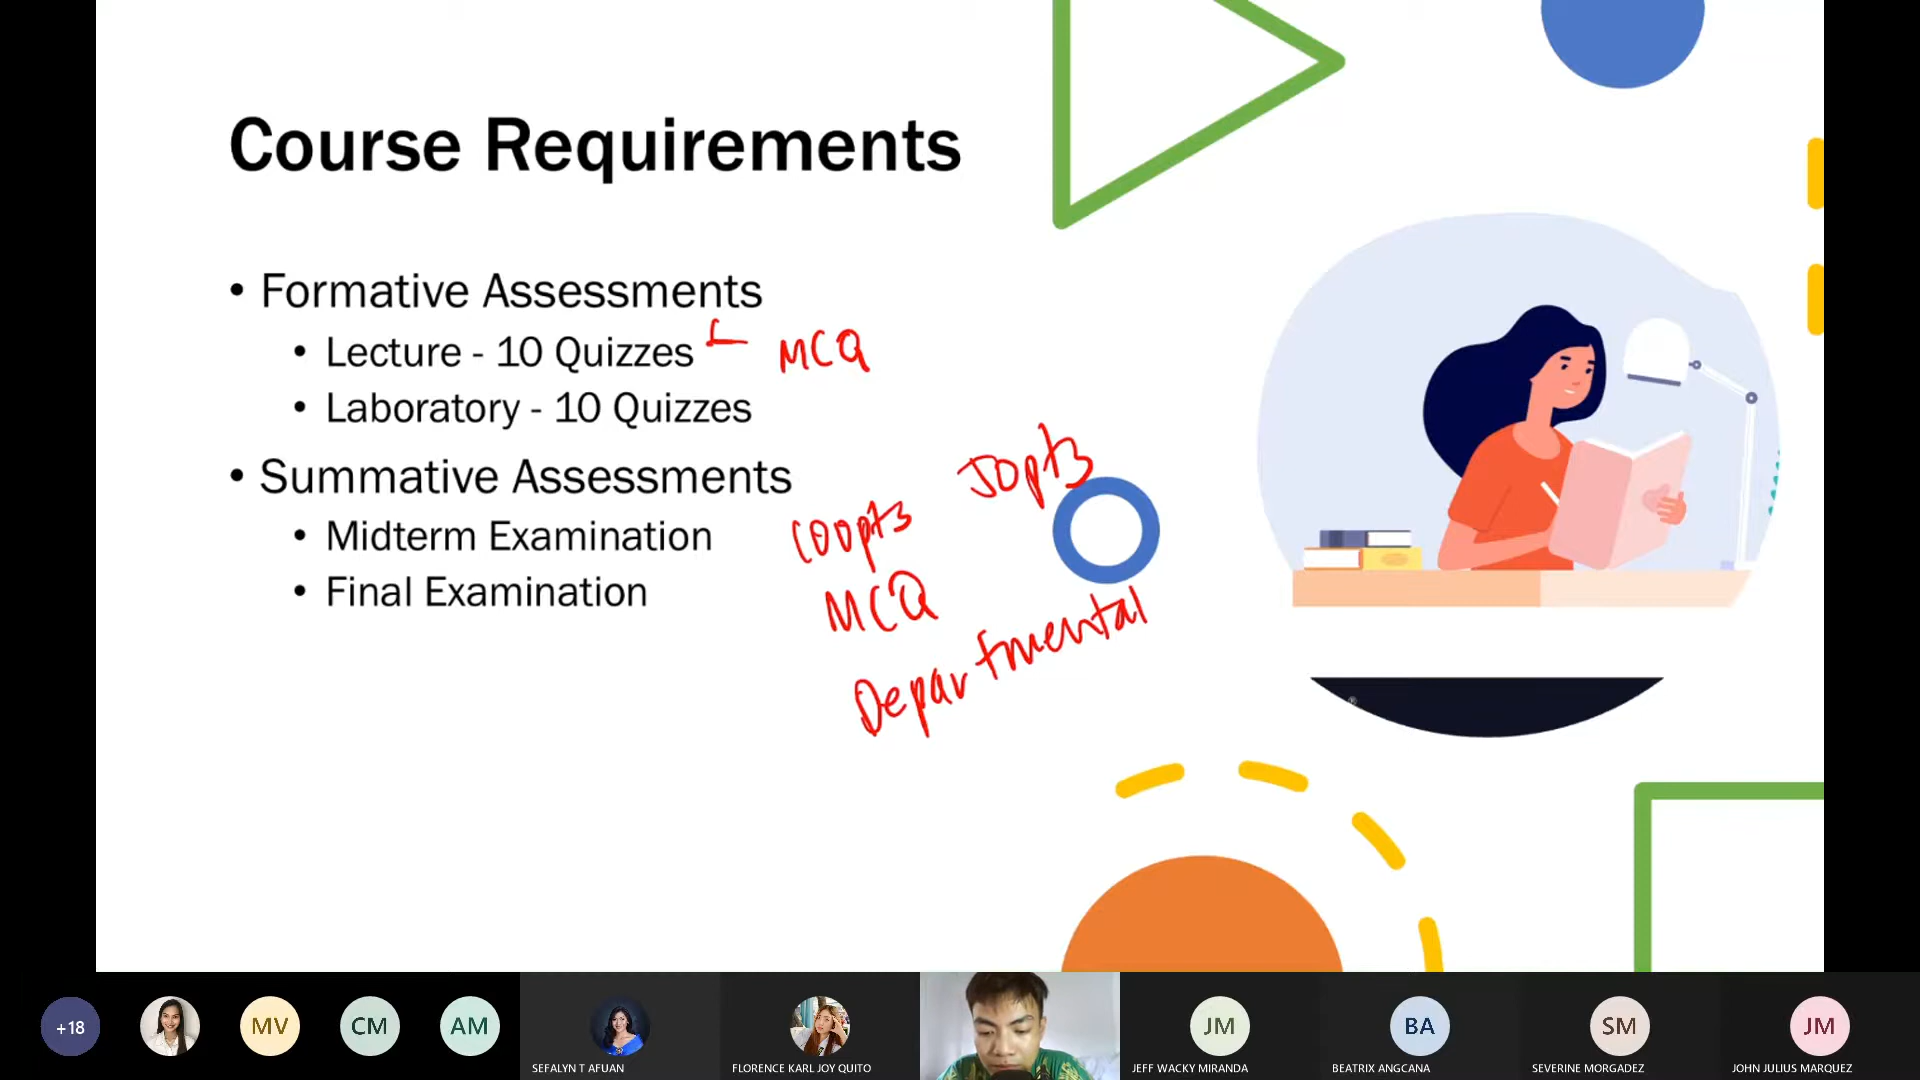 Course Requirements
• Formative Assessments
• Lecture - 10 Quizzes
MCQ
• Laboratory - 10 Quizzes
• Summative Assessments
50pts
• Midterm Examination
100pts
• Final Examination
MCQ
Departmental
+18
MV
CM
AM
SEFALYN T AFUAN
FLORENCE KARL JOY QUITO
JM
JEFF WACKY MIRANDA
BA
BEATRIX ANGCANA
SM
SEVERINE MORGADEZ
JM
JOHN JULIUS MARQUEZ